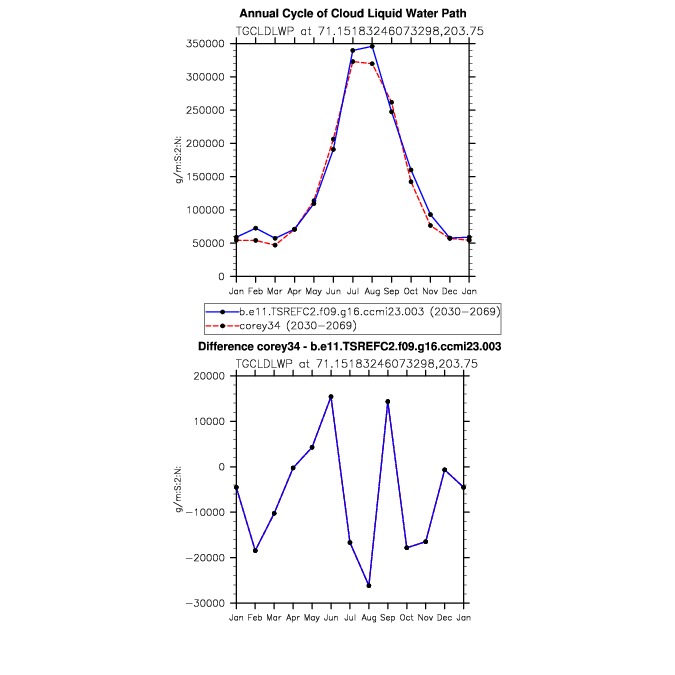 Annual Cycle of Cloud Liquid Water Path
TGCLDLWP at 71.15183246073298,203.75
350000
300000
250000
200000
150000
100000
50000
0
g/m:S:2:N:
Jan Feb Mar Apr May Jun Jul Aug Sep Oct Nov Dec Jan
b.e11.TSREFC2.f09.g16.ccmi23.003 (2030-2069)
corey34 (2030-2069)
Difference corey34 - b.e11.TSREFC2.f09.g16.ccmi23.003
TGCLDLWP at 71.15183246073298,203.75
20000
10000
0
-10000
-20000
-30000
g/m:S:2:N:
Jan Feb Mar Apr May Jun Jul Aug Sep Oct Nov Dec Jan